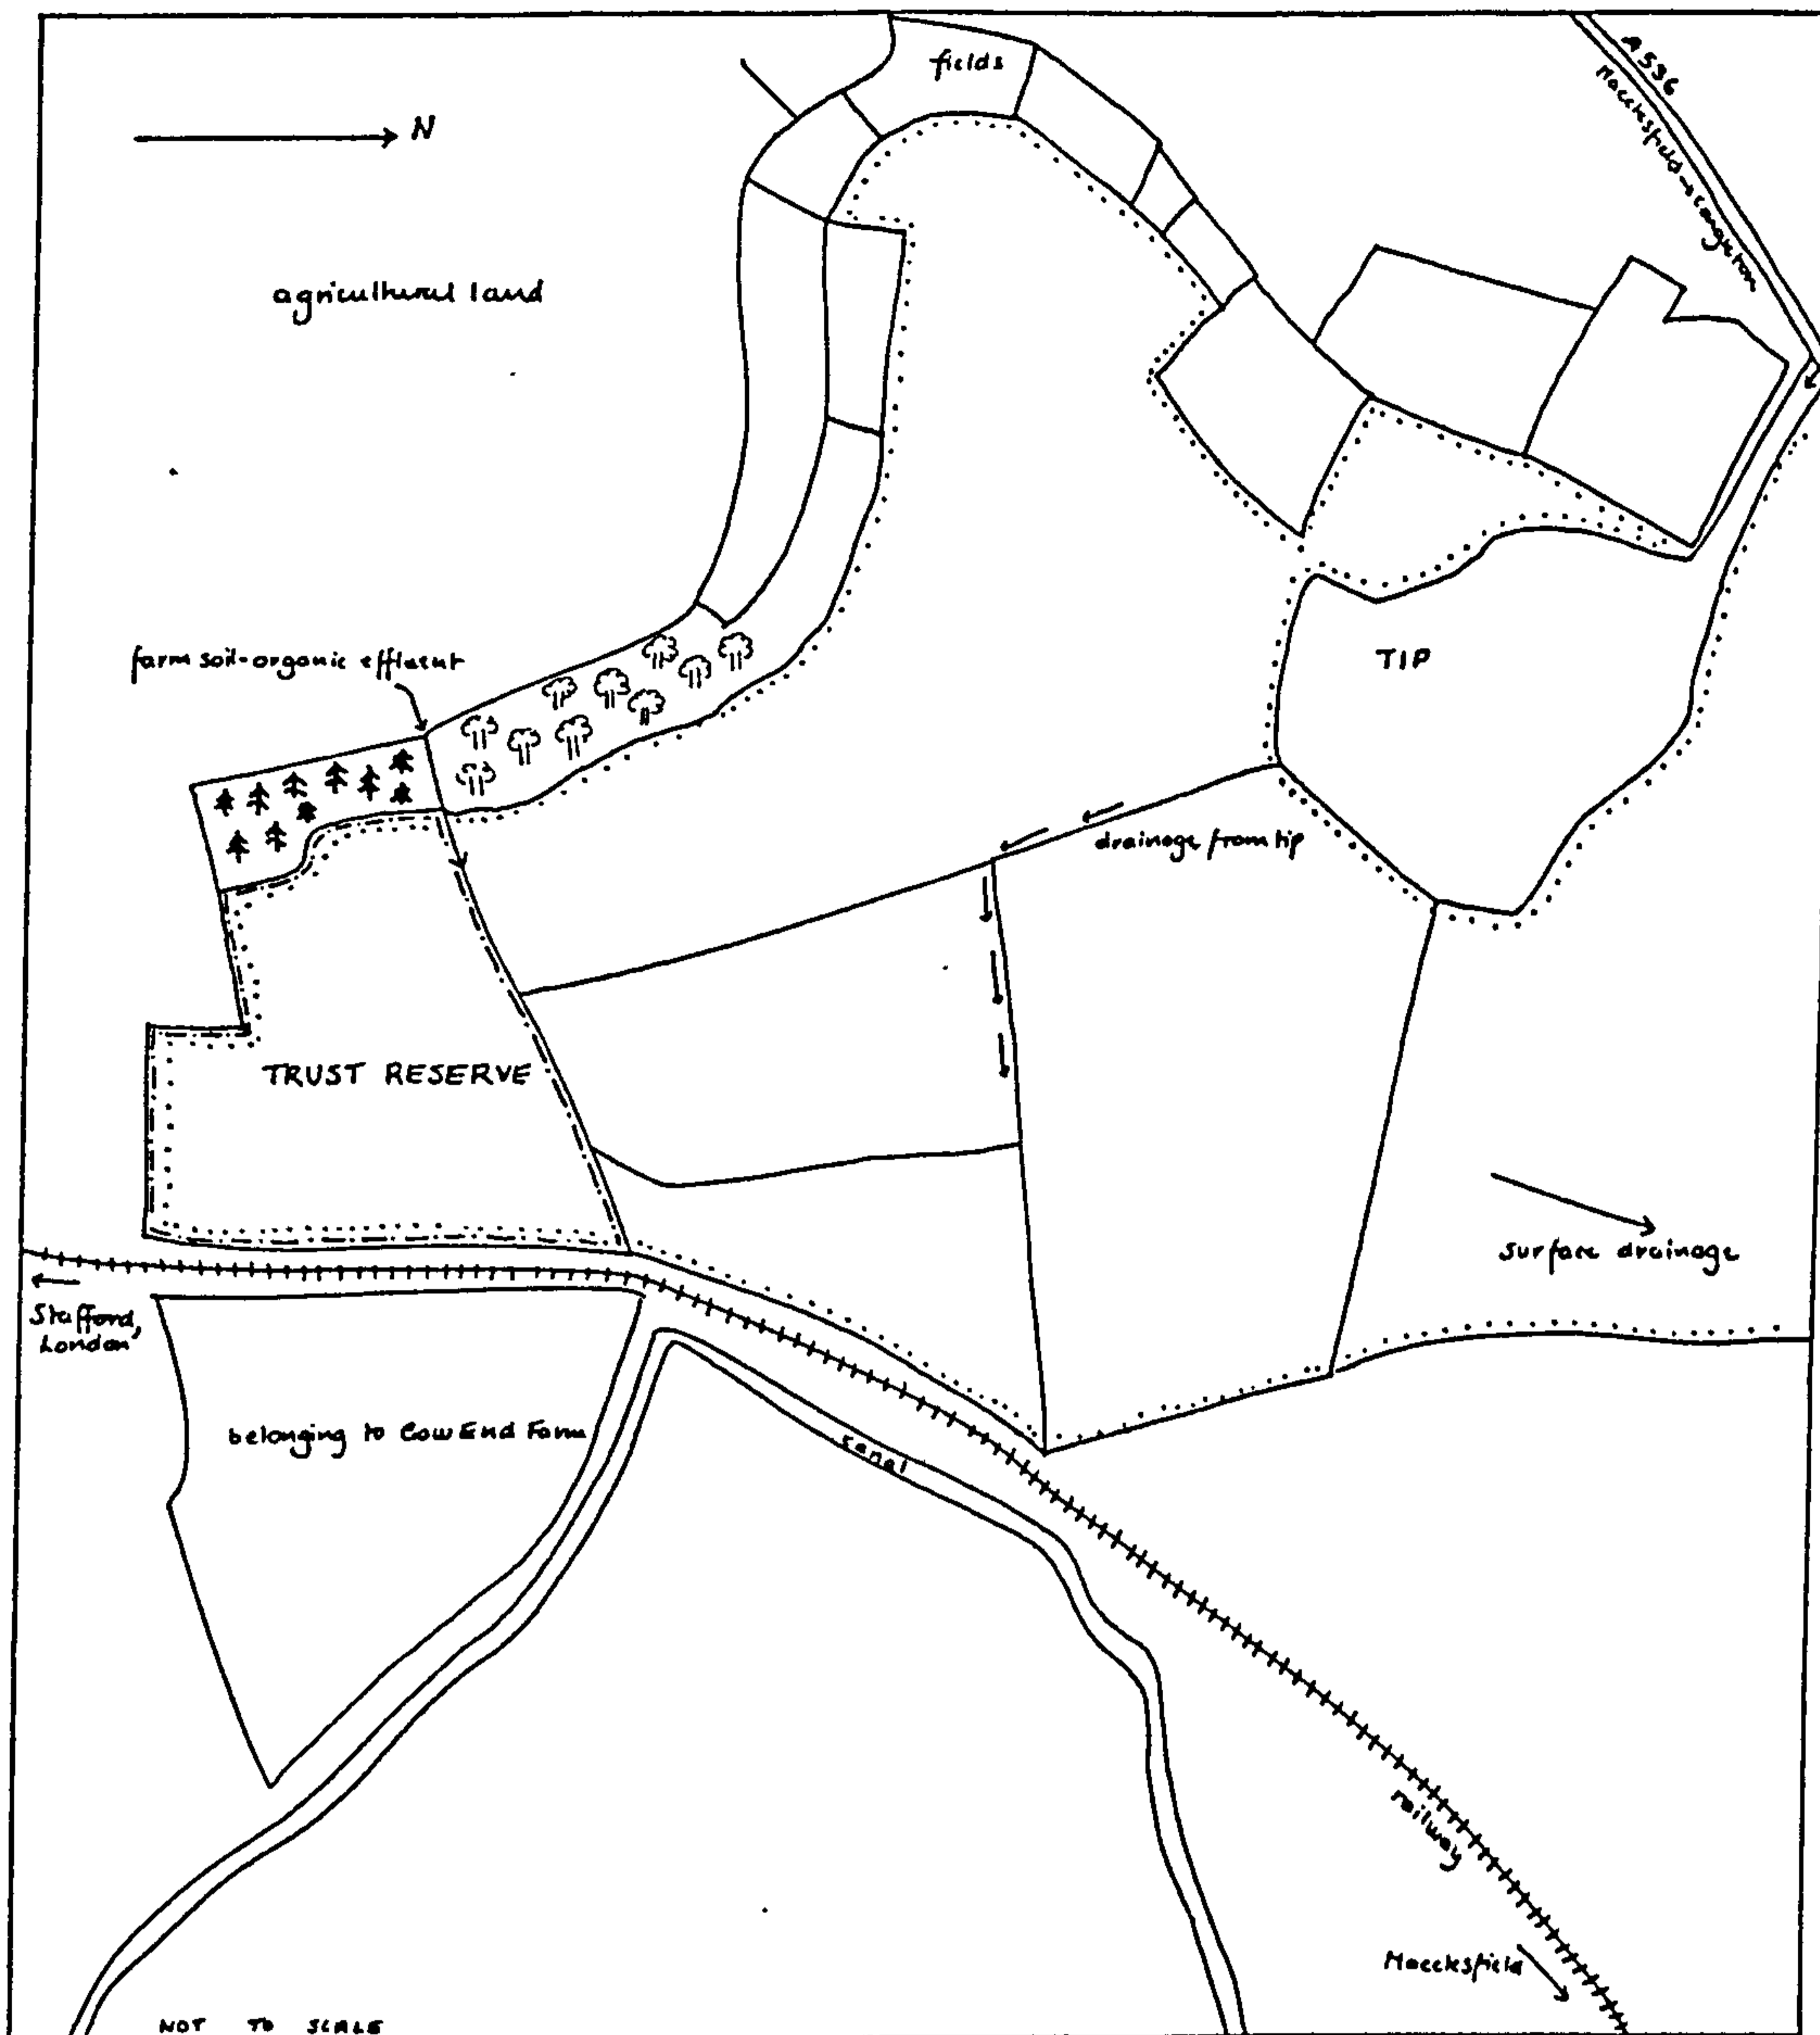 fields
A536
Macclesfield → Congleton
N
agricultural land
farm soil-organic effluent
TIP
drainage from tip
TRUST RESERVE
surface drainage
Stafford,
London
belonging to Cow End Farm
canal
railway
Macclesfield
NOT TO SCALE